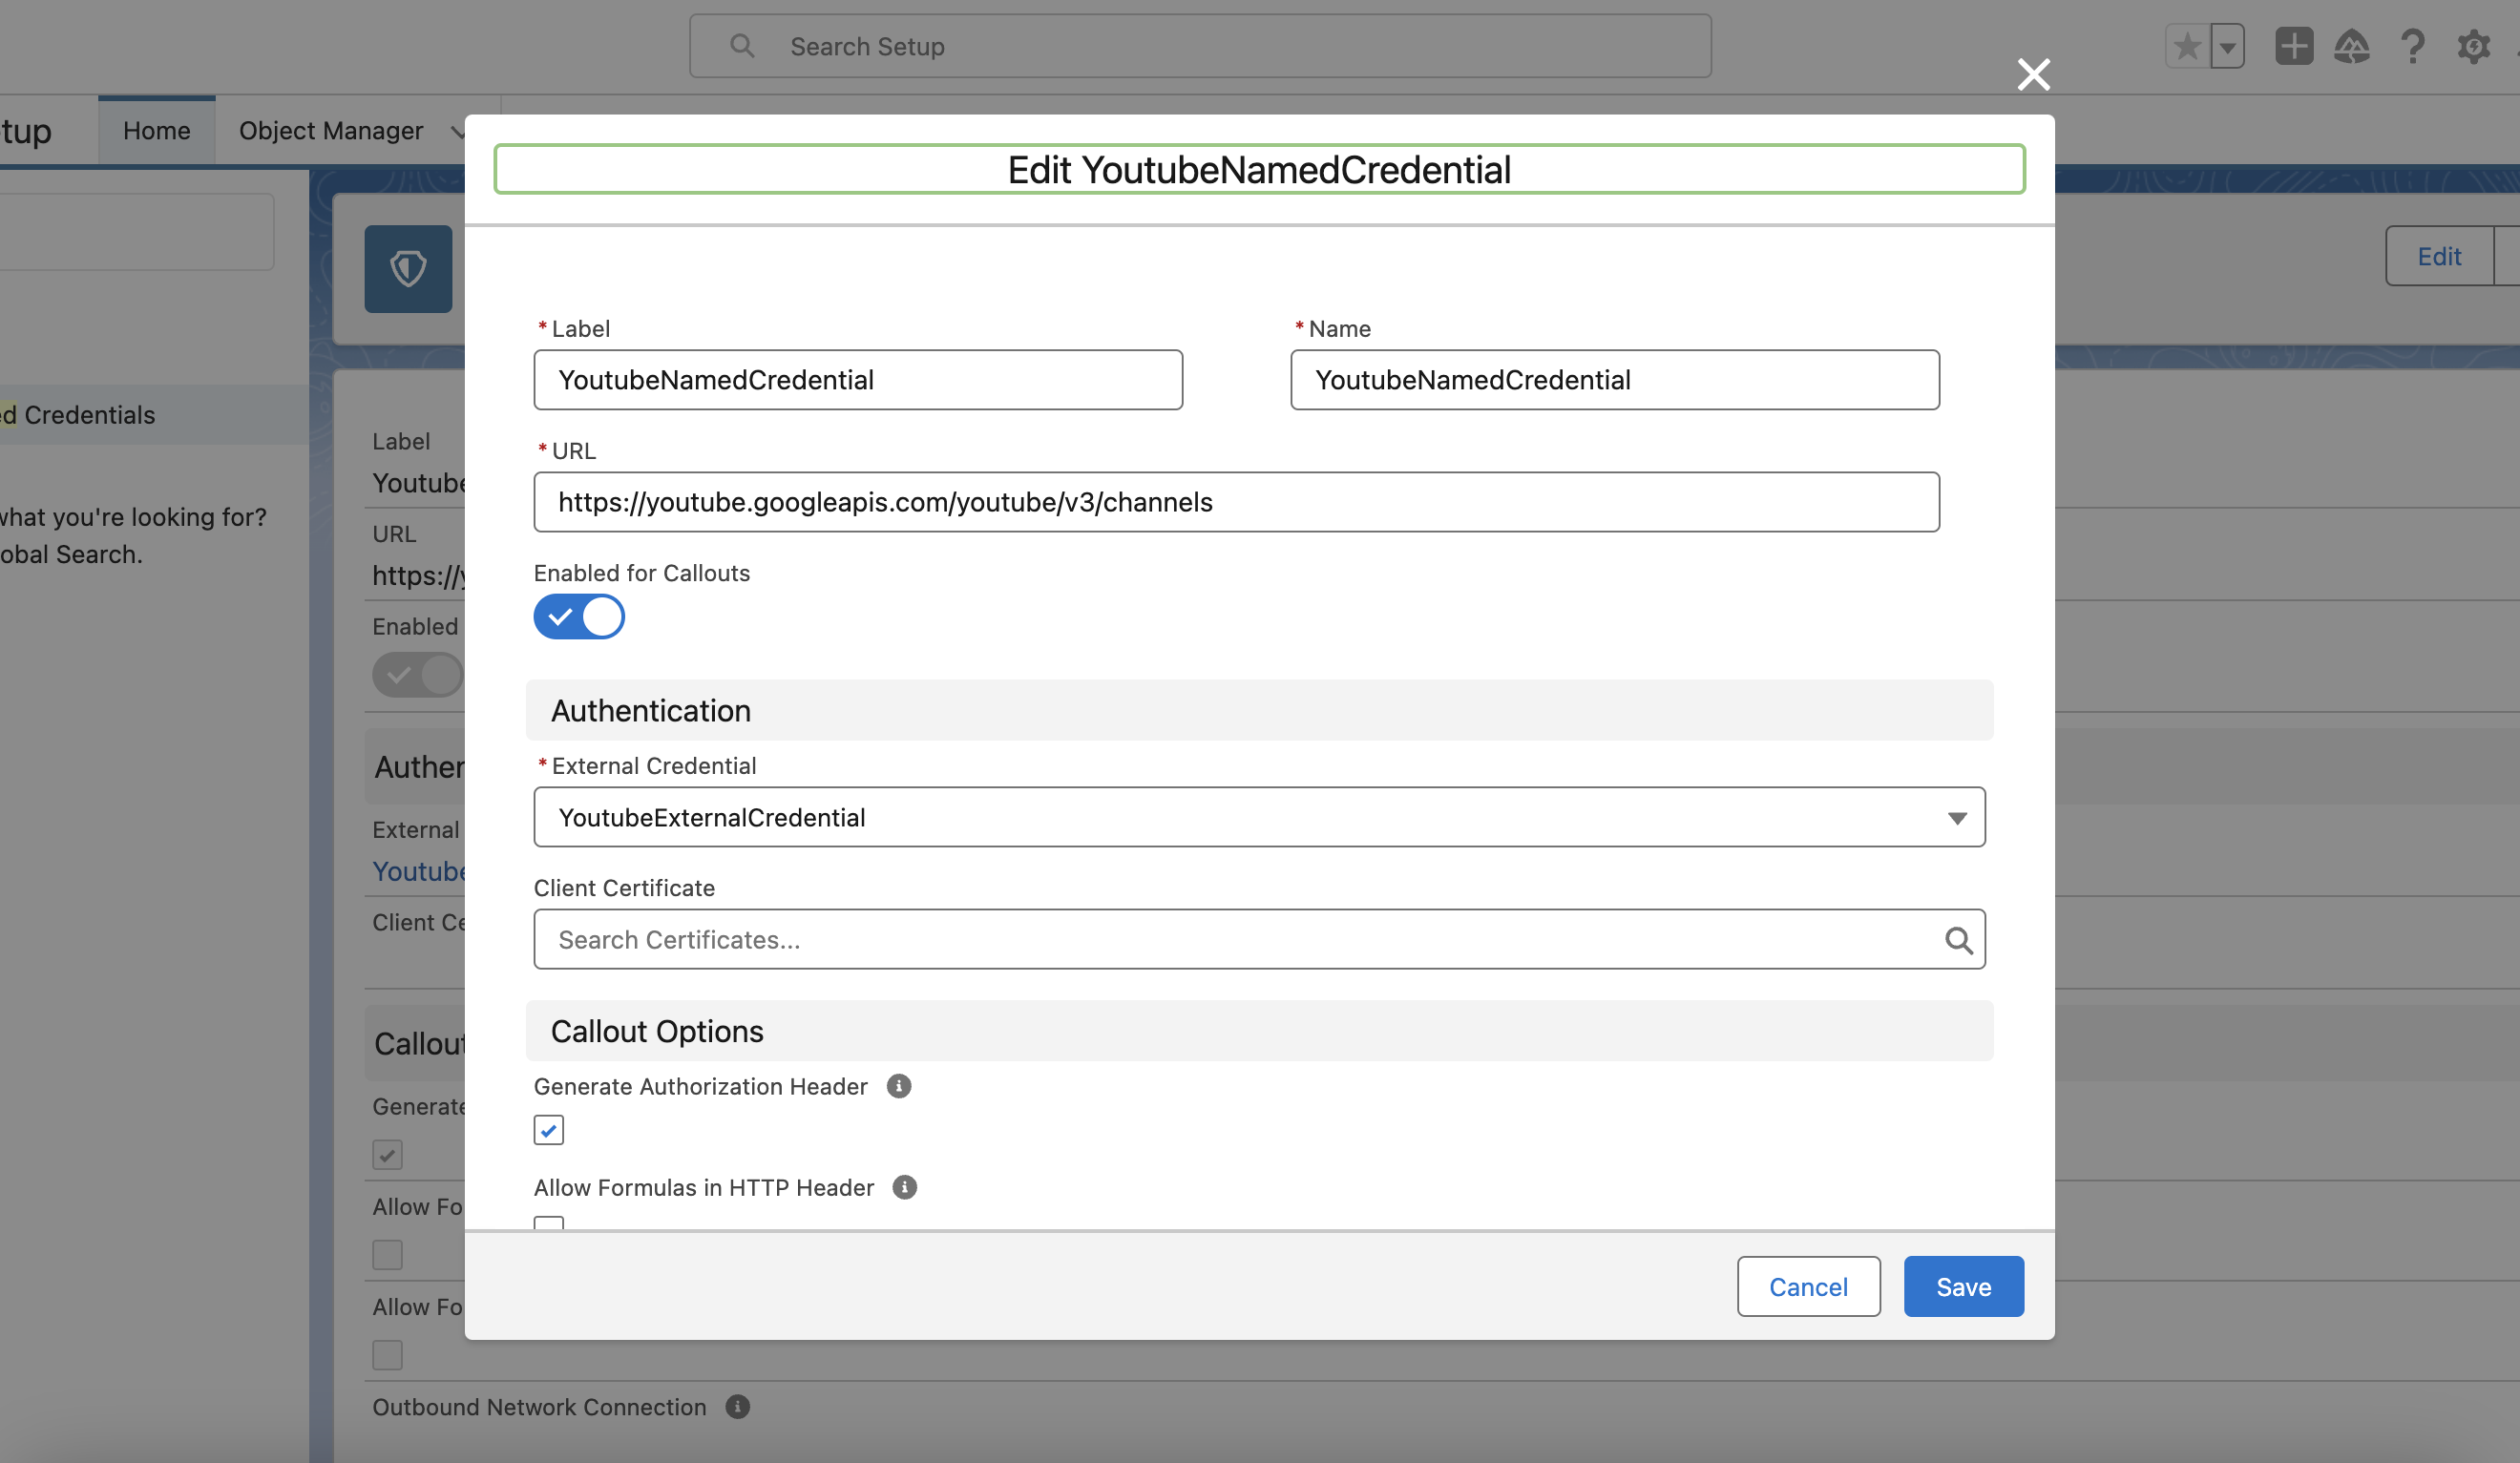 Search Setup
tup
Home
Object Manager
Edit YoutubeNamedCredential
Edit
* Label
YoutubeNamedCredential
* Name
YoutubeNamedCredential
* URL
https://youtube.googleapis.com/youtube/v3/channels
Enabled for Callouts
Authentication
* External Credential
YoutubeExternalCredential
Client Certificate
Search Certificates...
Callout Options
Generate Authorization Header
Allow Formulas in HTTP Header
Cancel
Save
ed Credentials
what you're looking for?
obal Search.
Label
Youtube
URL
https://y
Enabled
Auther
External
Youtube
Client Ce
Callout
Generate
Allow Fo
Allow Fo
Outbound Network Connection